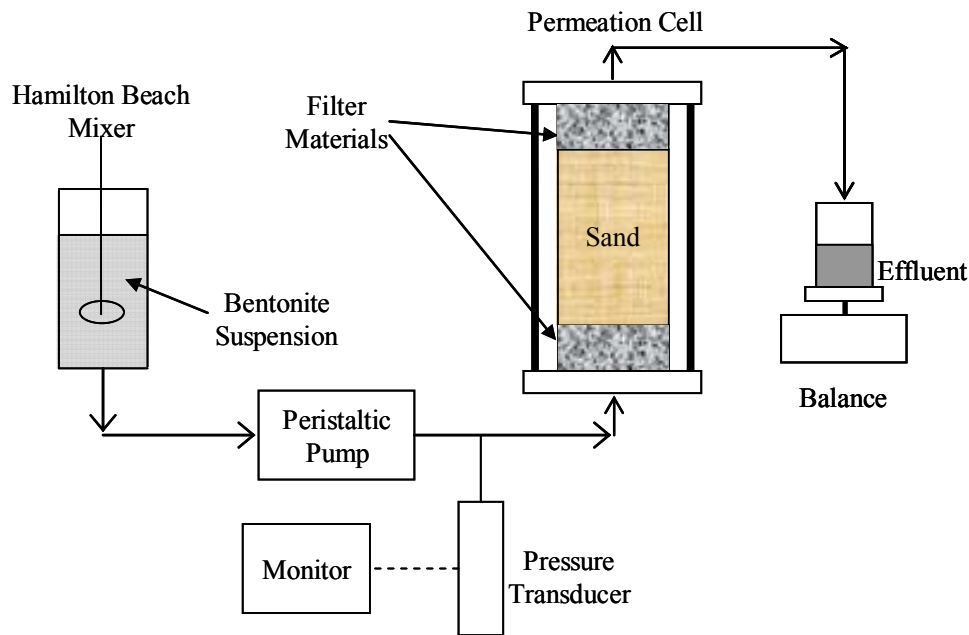 Permeation Cell
Hamilton Beach
Mixer
Filter
Materials
Sand
Effluent
Bentonite
Suspension
Balance
Peristaltic
Pump
Monitor
Pressure
Transducer